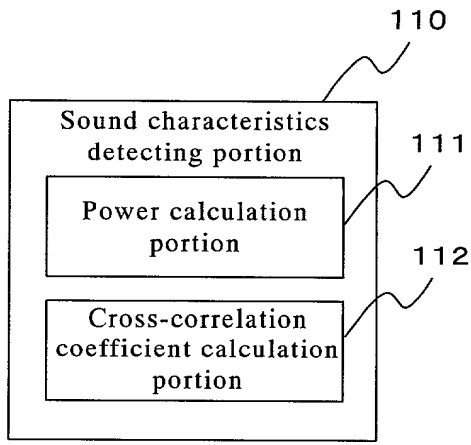 110
Sound characteristics
detecting portion
111
Power calculation
portion
112
Cross-correlation
coefficient calculation
portion